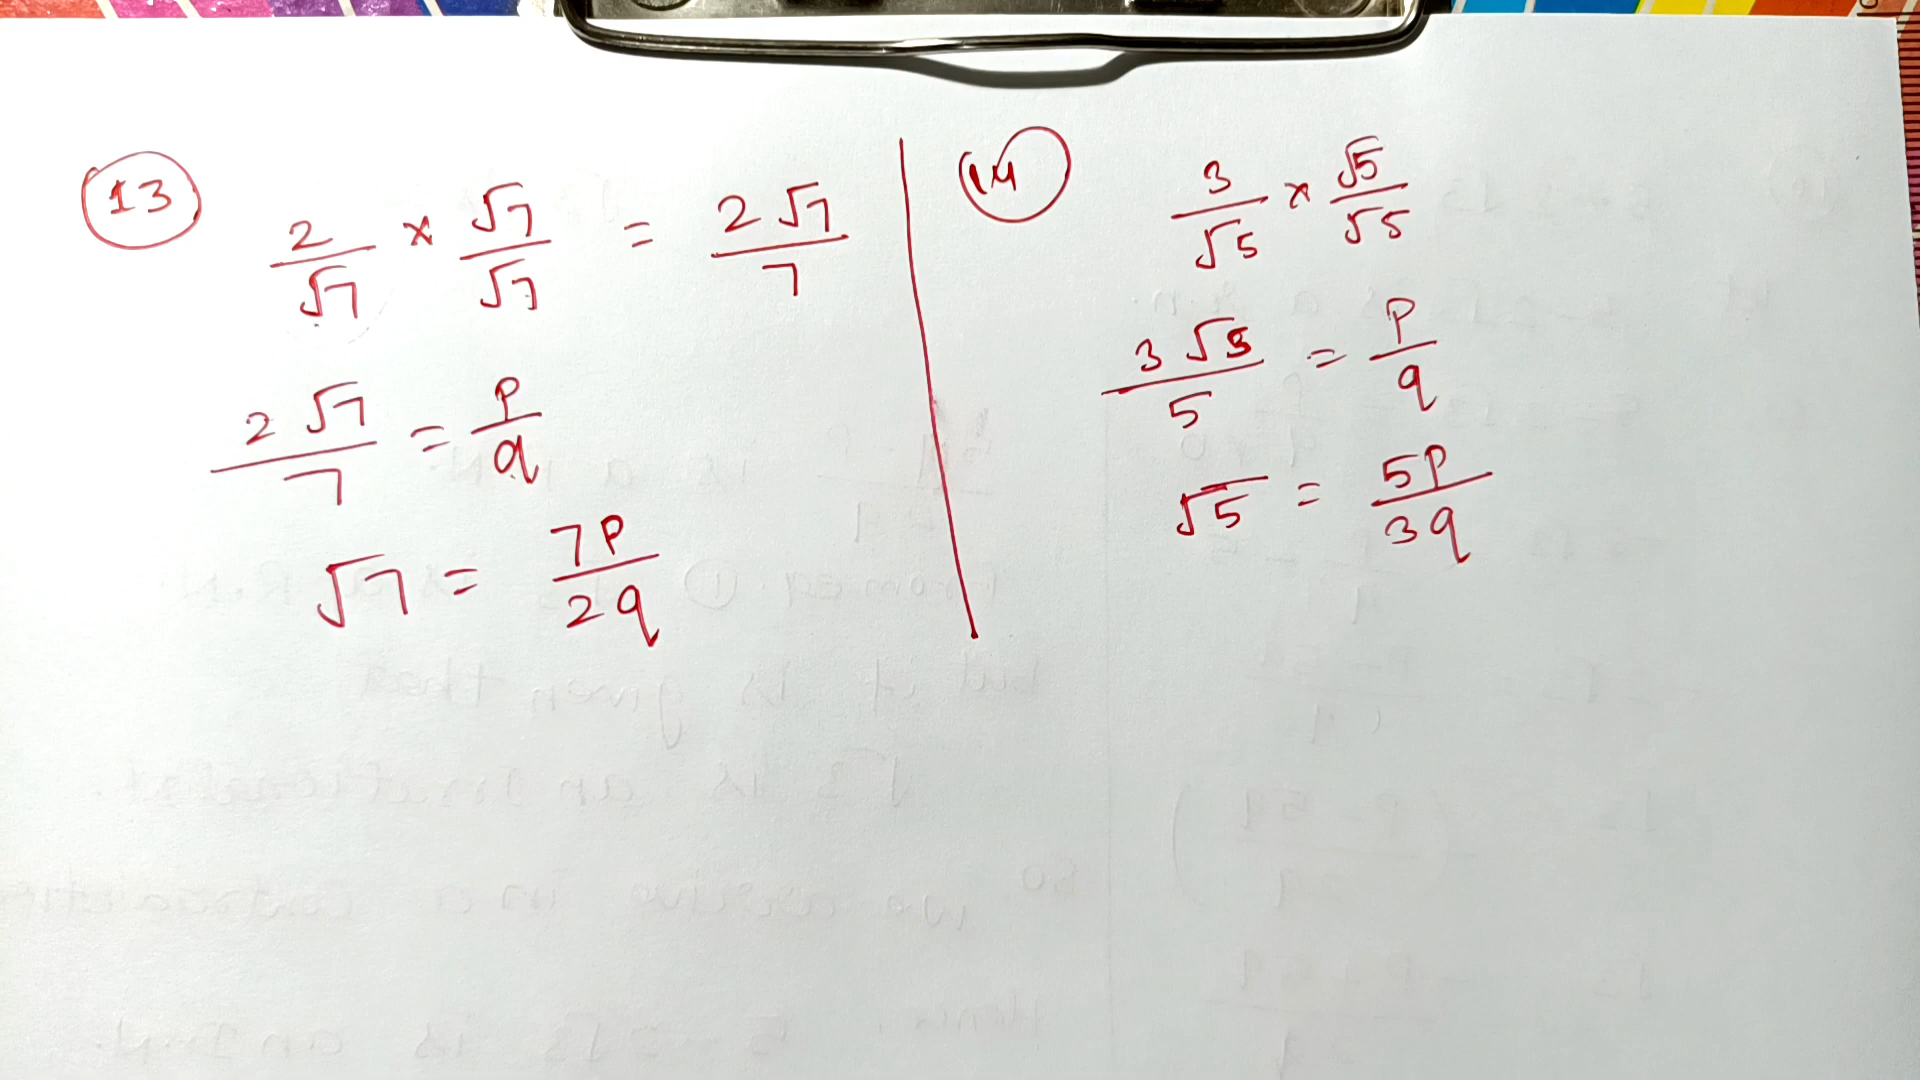 13
2/√7 × √7/√7 = 2√7/7
2√7/7 = p/q
√7 = 7p/2q
14
3/√5 × √5/√5
3√5/5 = p/q
√5 = 5p/3q